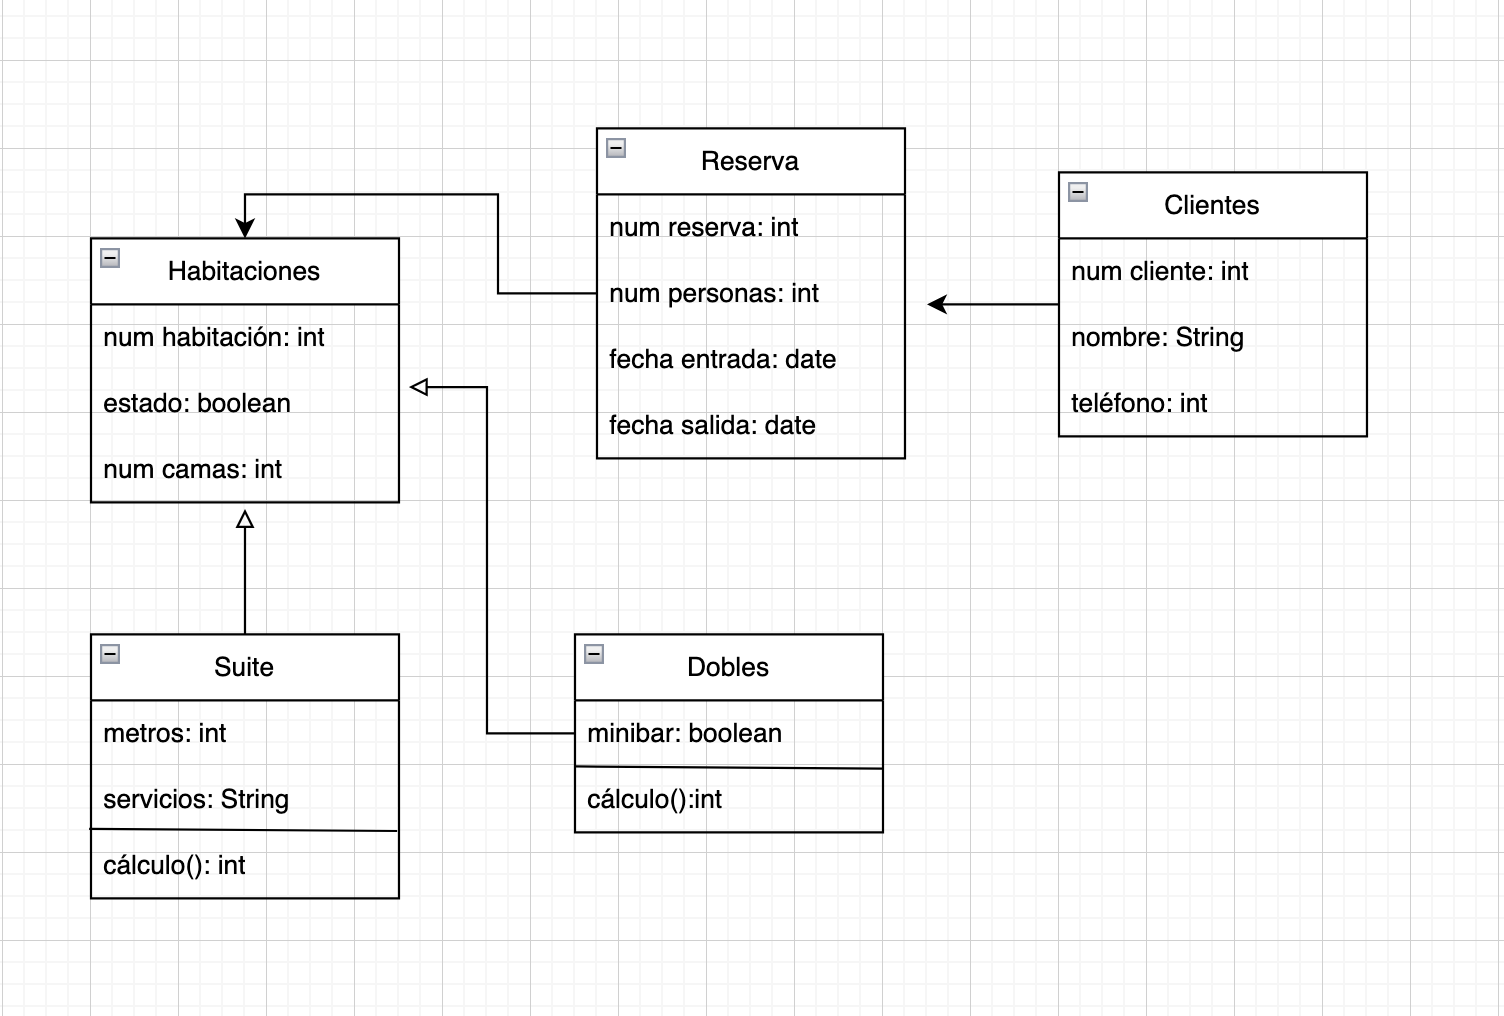 Reserva
num reserva: int
num personas: int
fecha entrada: date
fecha salida: date
Clientes
num cliente: int
nombre: String
teléfono: int
Habitaciones
num habitación: int
estado: boolean
num camas: int
Suite
metros: int
servicios: String
cálculo(): int
Dobles
minibar: boolean
cálculo():int